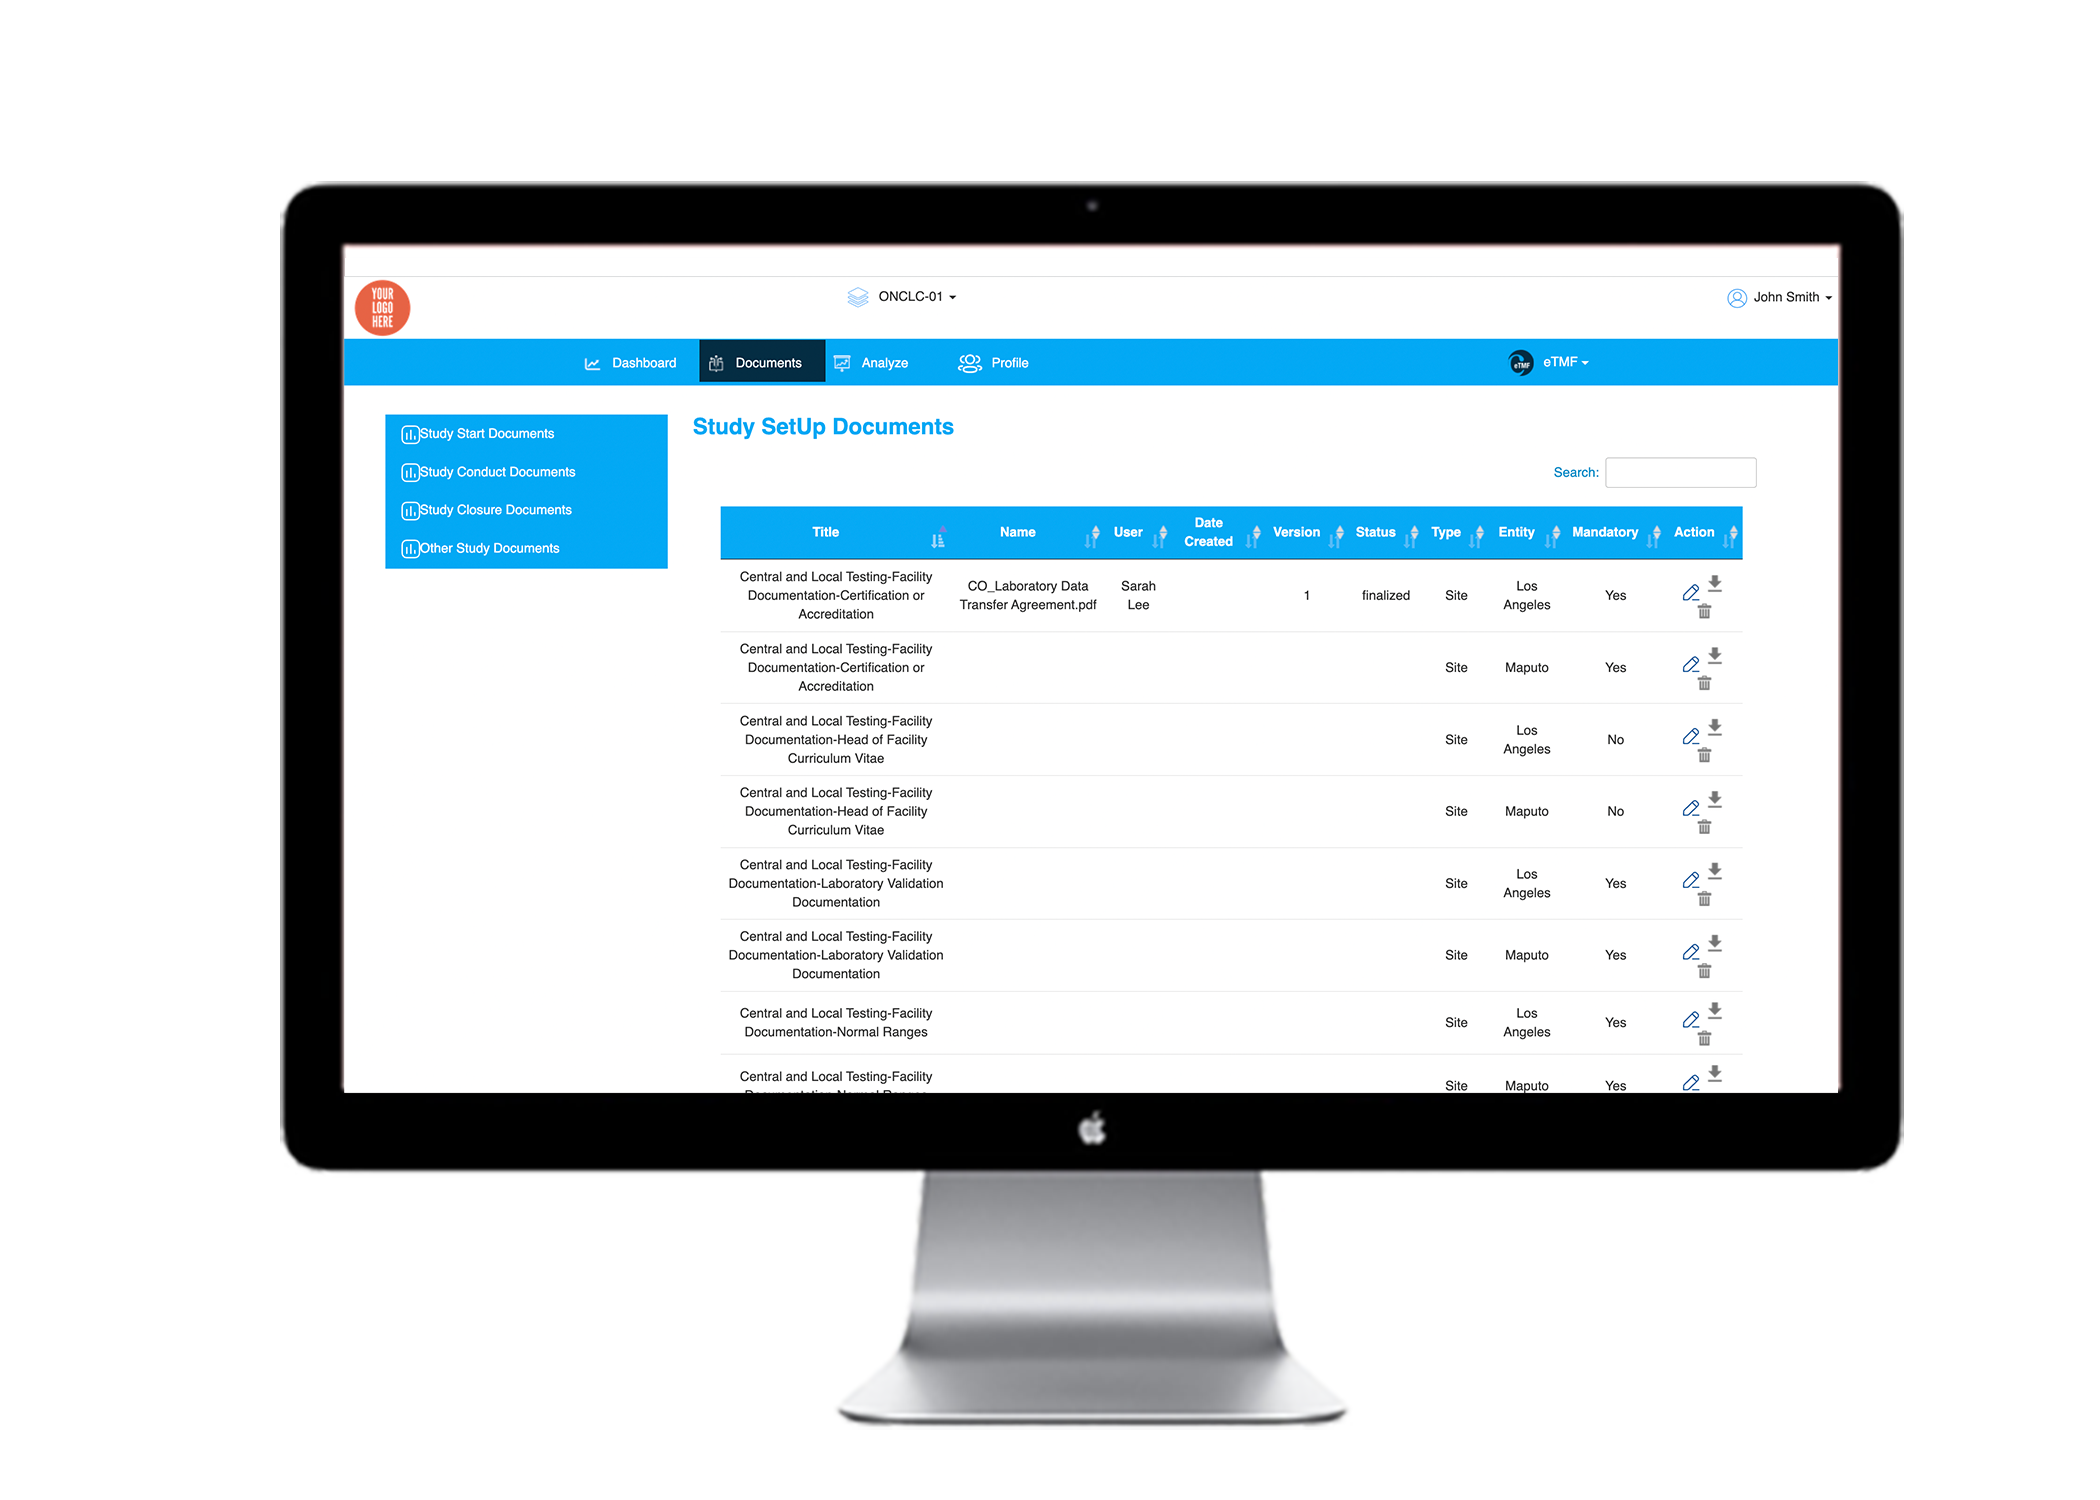 YOUR
LOGO
HERE
ONCLC-01
John Smith
Dashboard
Documents
Analyze
Profile
eTMF
eTMF
Study Start Documents
Study Conduct Documents
Study Closure Documents
Other Study Documents
Study SetUp Documents
Search:
Title Name User Date Created Version Status Type Entity Mandatory Action
Central and Local Testing-Facility
Documentation-Certification or
Accreditation
CO_Laboratory Data
Transfer Agreement.pdf
Sarah
Lee
1
finalized
Site
Los
Angeles
Yes
Central and Local Testing-Facility
Documentation-Certification or
Accreditation
Site
Maputo
Yes
Central and Local Testing-Facility
Documentation-Head of Facility
Curriculum Vitae
Site
Los
Angeles
No
Central and Local Testing-Facility
Documentation-Head of Facility
Curriculum Vitae
Site
Maputo
No
Central and Local Testing-Facility
Documentation-Laboratory Validation
Documentation
Site
Los
Angeles
Yes
Central and Local Testing-Facility
Documentation-Laboratory Validation
Documentation
Site
Maputo
Yes
Central and Local Testing-Facility
Documentation-Normal Ranges
Site
Los
Angeles
Yes
Central and Local Testing-Facility
Documentation-Normal Ranges
Site
Maputo
Yes